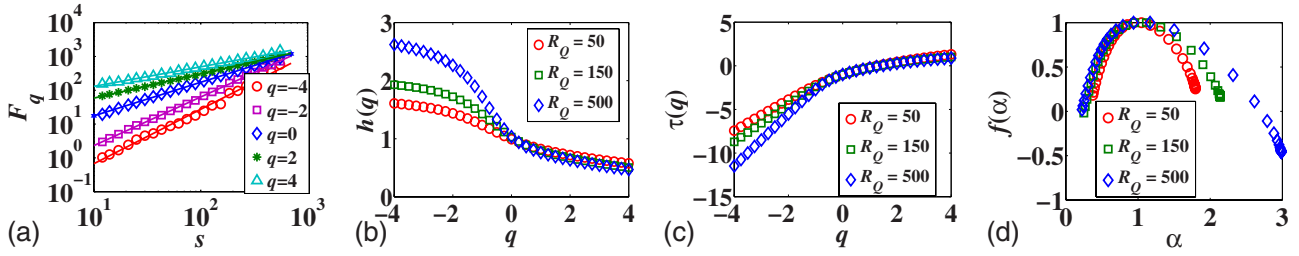 (a)
F_q
10^4
10^3
10^2
10^1
10^0
10^-1
10^1
10^2
10^3
s
q=-4
q=-2
q=0
q=2
q=4
(b)
h(q)
3
2
1
0
-4
-2
0
2
4
q
R_Q = 50
R_Q = 150
R_Q = 500
(c)
τ(q)
5
0
-5
-10
-15
-4
-2
0
2
4
q
R_Q = 50
R_Q = 150
R_Q = 500
(d)
f(α)
1
0.5
0
-0.5
-1
0
1
2
3
α
R_Q = 50
R_Q = 150
R_Q = 500